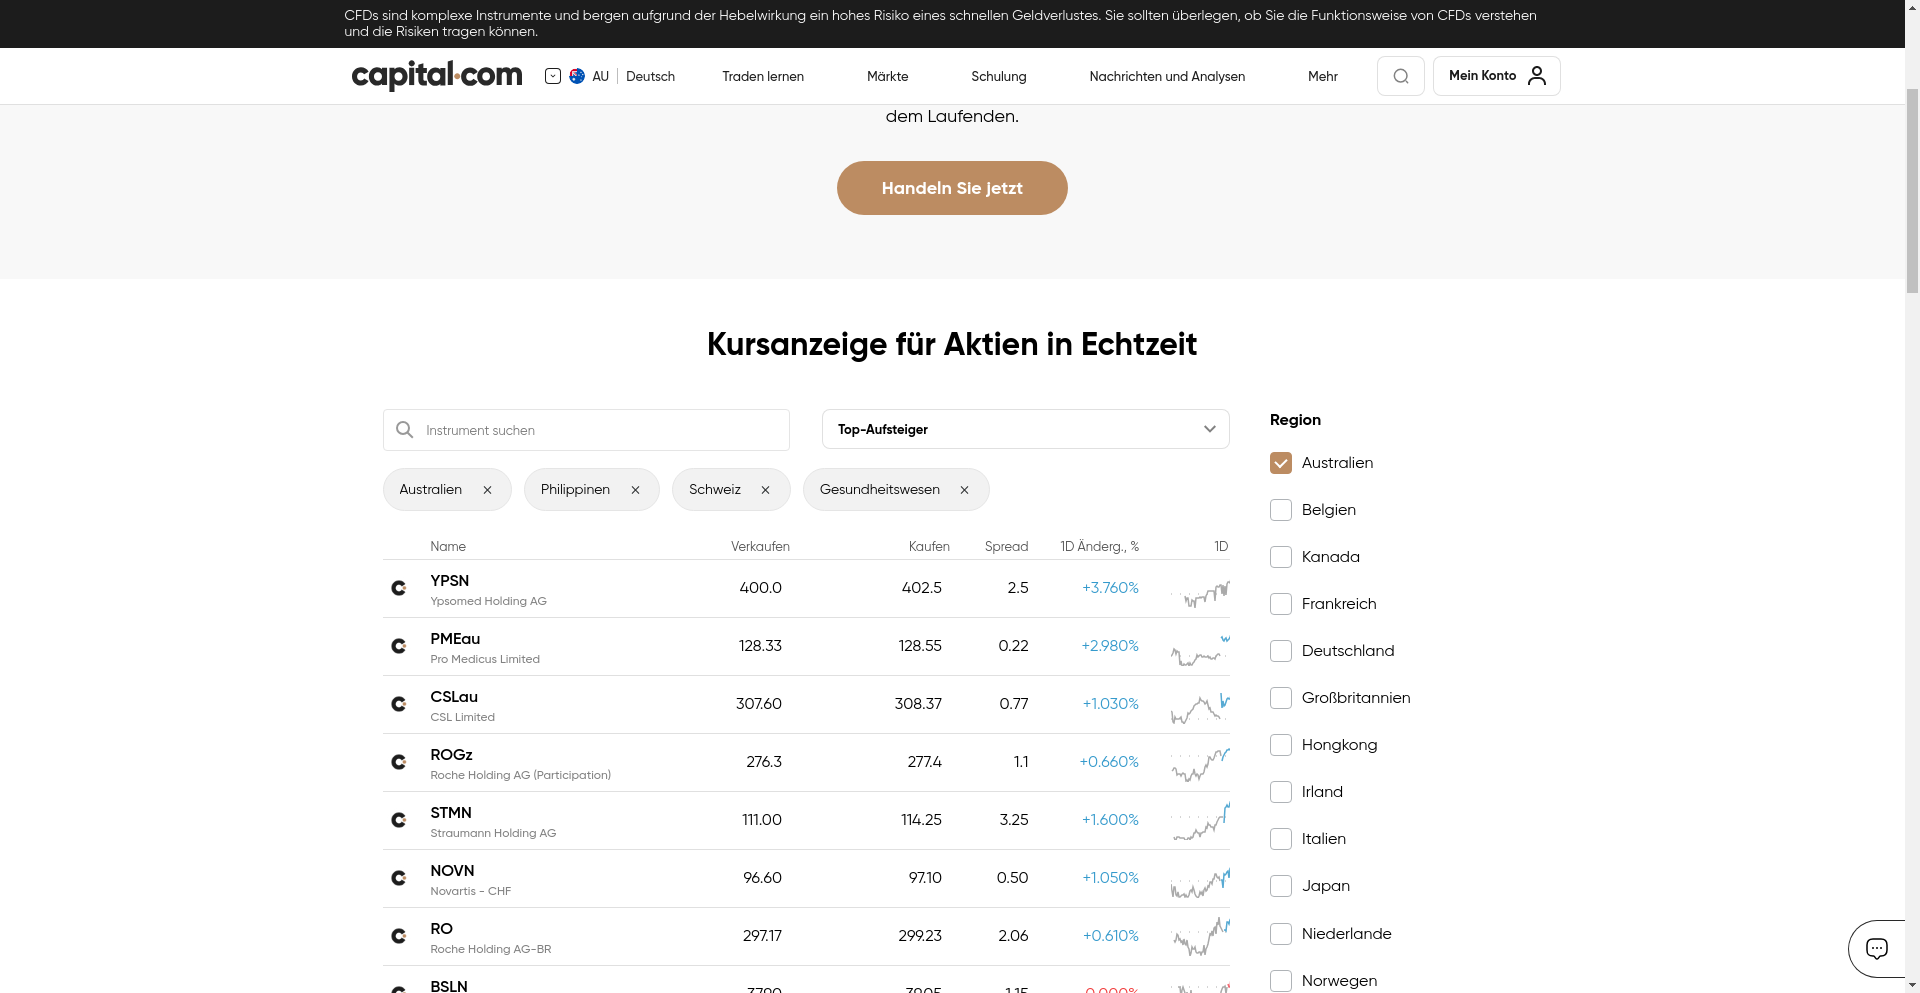 CFDs sind komplexe Instrumente und bergen aufgrund der Hebelwirkung ein hohes Risiko eines schnellen Geldverlustes. Sie sollten überlegen, ob Sie die Funktionsweise von CFDs verstehen
und die Risiken tragen können.
capital.com AU Deutsch Traden lernen Märkte Schulung Nachrichten und Analysen Mehr Mein Konto
dem Laufenden.
Handeln Sie jetzt
Kursanzeige für Aktien in Echtzeit
Instrument suchen
Top-Aufsteiger
Australien Philippinen Schweiz Gesundheitswesen
Name Verkaufen Kaufen Spread 1D Änderg., % 1D
YPSN 400.0 402.5 2.5 +3.760%
Ypsomed Holding AG
PMEau 128.33 128.55 0.22 +2.980%
Pro Medicus Limited
CSLau 307.60 308.37 0.77 +1.030%
CSL Limited
ROGz 276.3 277.4 1.1 +0.660%
Roche Holding AG (Participation)
STMN 111.00 114.25 3.25 +1.600%
Straumann Holding AG
NOVN 96.60 97.10 0.50 +1.050%
Novartis - CHF
RO 297.17 299.23 2.06 +0.610%
Roche Holding AG-BR
BSLN
Region
Australien
Belgien
Kanada
Frankreich
Deutschland
Großbritannien
Hongkong
Irland
Italien
Japan
Niederlande
Norwegen